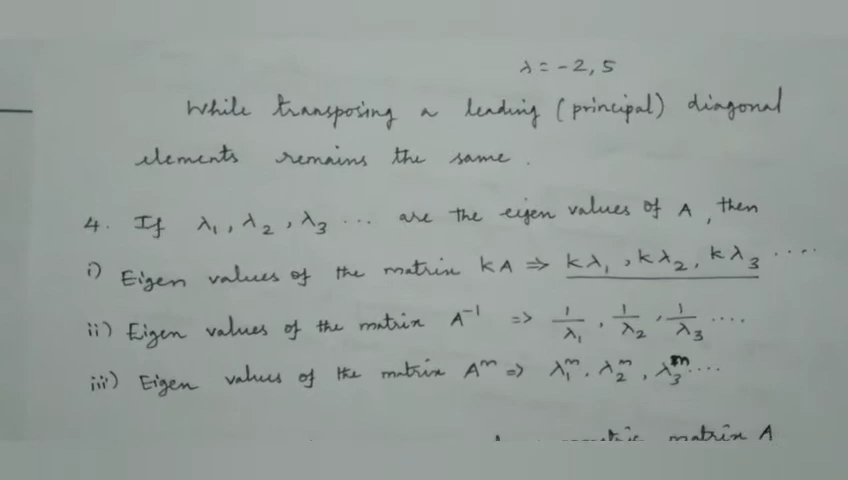 λ = -2, 5
While transposing a leading (principal) diagonal
elements remains the same.
4. If λ₁, λ₂, λ₃ ... are the eigen values of A, then
i) Eigen values of the matrix kA ⇒ kλ₁, kλ₂, kλ₃ ....
ii) Eigen values of the matrix A⁻¹ ⇒ 1/λ₁, 1/λ₂, 1/λ₃ ....
iii) Eigen values of the matrix Aᵐ ⇒ λ₁ᵐ, λ₂ᵐ, λ₃ᵐ ...
matrix A